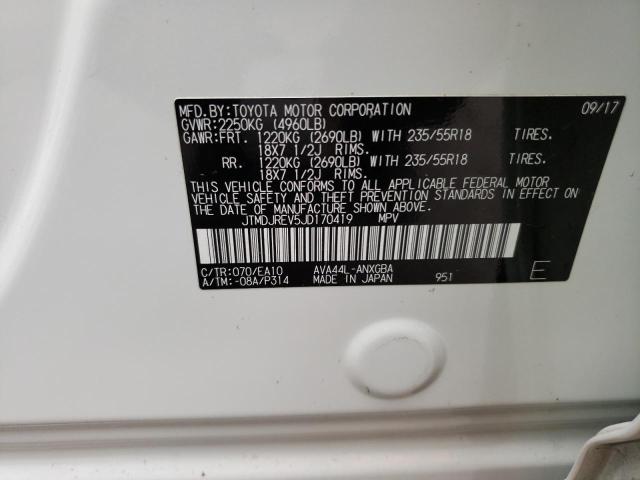 MFD. BY: TOYOTA MOTOR CORPORATION 09/17
GVWR: 2250KG (4960LB)
GAWR: FRT. 1220KG (2690LB) WITH 235/55R18 TIRES.
18X7 1/2J RIMS.
RR. 1220KG (2690LB) WITH 235/55R18 TIRES.
18X7 1/2J RIMS.
THIS VEHICLE CONFORMS TO ALL APPLICABLE FEDERAL MOTOR
VEHICLE SAFETY AND THEFT PREVENTION STANDARDS IN EFFECT ON
THE DATE OF MANUFACTURE SHOWN ABOVE.
JTMDJREV5JD170419 MPV
C/TR: 070/EA10 AVA44L-ANXGBA
A/TM: -08A/P314 MADE IN JAPAN 951 E